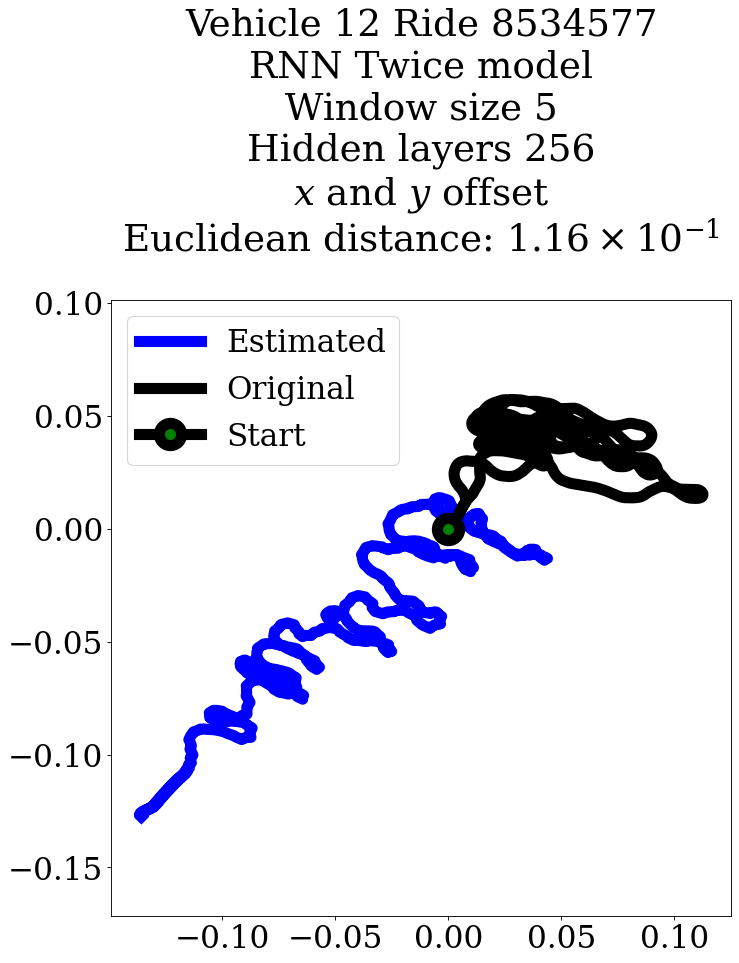 Vehicle 12 Ride 8534577
RNN Twice model
Window size 5
Hidden layers 256
x and y offset
Euclidean distance: 1.16 × 10⁻¹
0.10
Estimated
Original
0.05
Start
0.00
−0.05
−0.10
−0.15
−0.10 −0.05 0.00 0.05 0.10